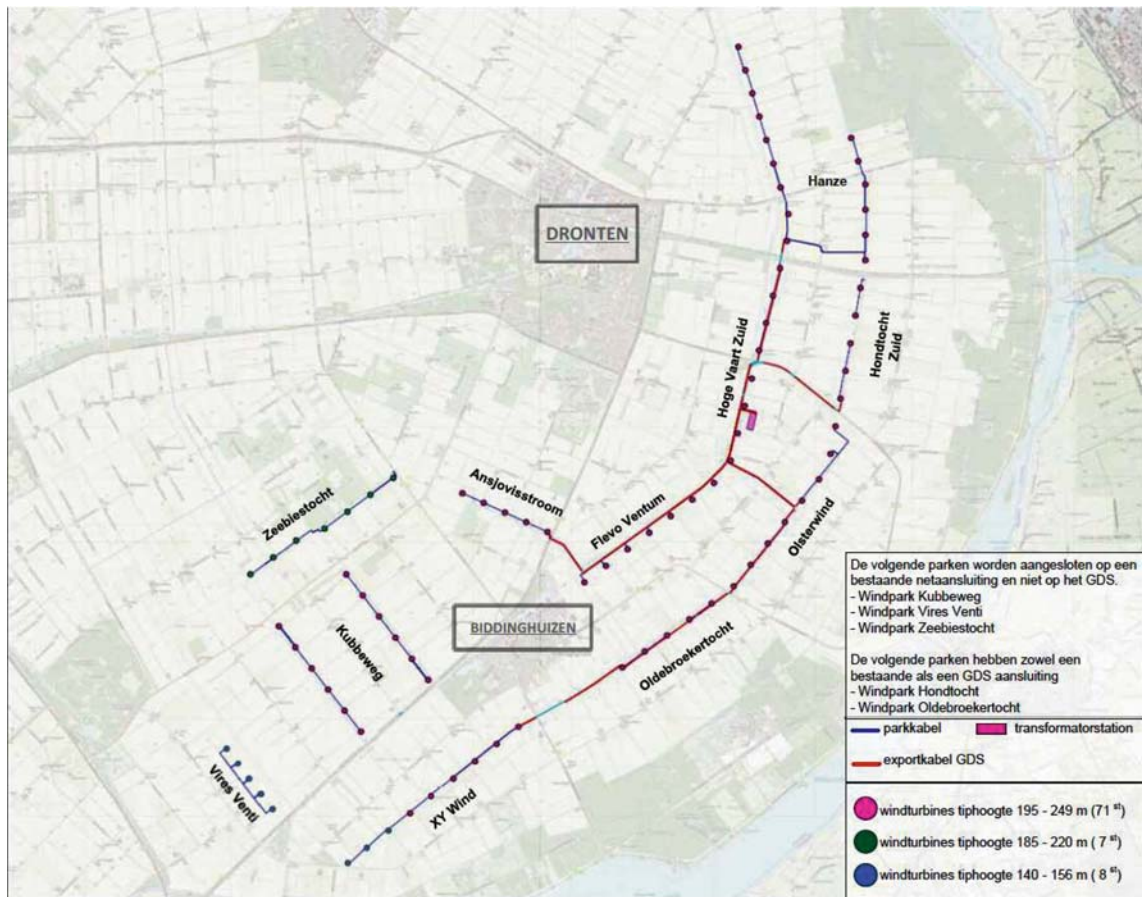 Hanze
DRONTEN
Hondtocht
Zuid
Hoge Vaart Zuid
Ansjovisstroom
Zeebiestocht
Flevo Ventum
Olsterwind
BIDDINGHUIZEN
Kubbeweg
Oldebroekertocht
Vires Venti
XY Wind
De volgende parken worden aangesloten op een
bestaande netaansluiting en niet op het GDS.
- Windpark Kubbeweg
- Windpark Vires Venti
- Windpark Zeebiestocht
De volgende parken hebben zowel een
bestaande als een GDS aansluiting
- Windpark Hondtocht
- Windpark Oldebroekertocht
parkkabel
transformatorstation
exportkabel GDS
windturbines tiphoogte 195 - 249 m (71 st)
windturbines tiphoogte 185 - 220 m ( 7 st)
windturbines tiphoogte 140 - 156 m ( 8 st)